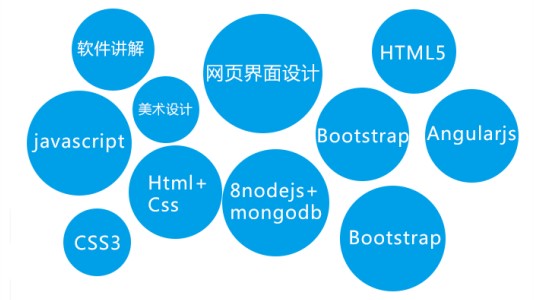 软件讲解
网页界面设计
HTML5
美术设计
javascript
Bootstrap
Angularjs
Html+
Css
8nodejs+
mongodb
CSS3
Bootstrap